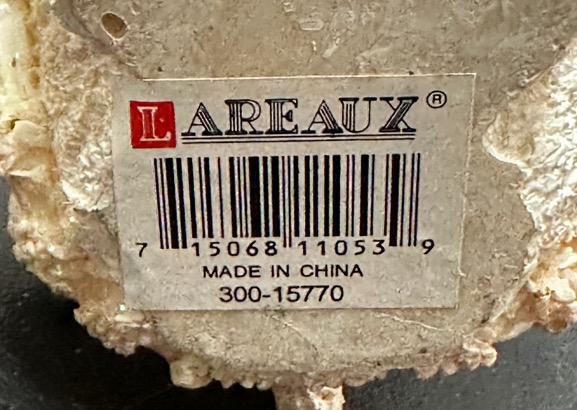 LAREAUX®
7 15068 11053 9
MADE IN CHINA
300-15770